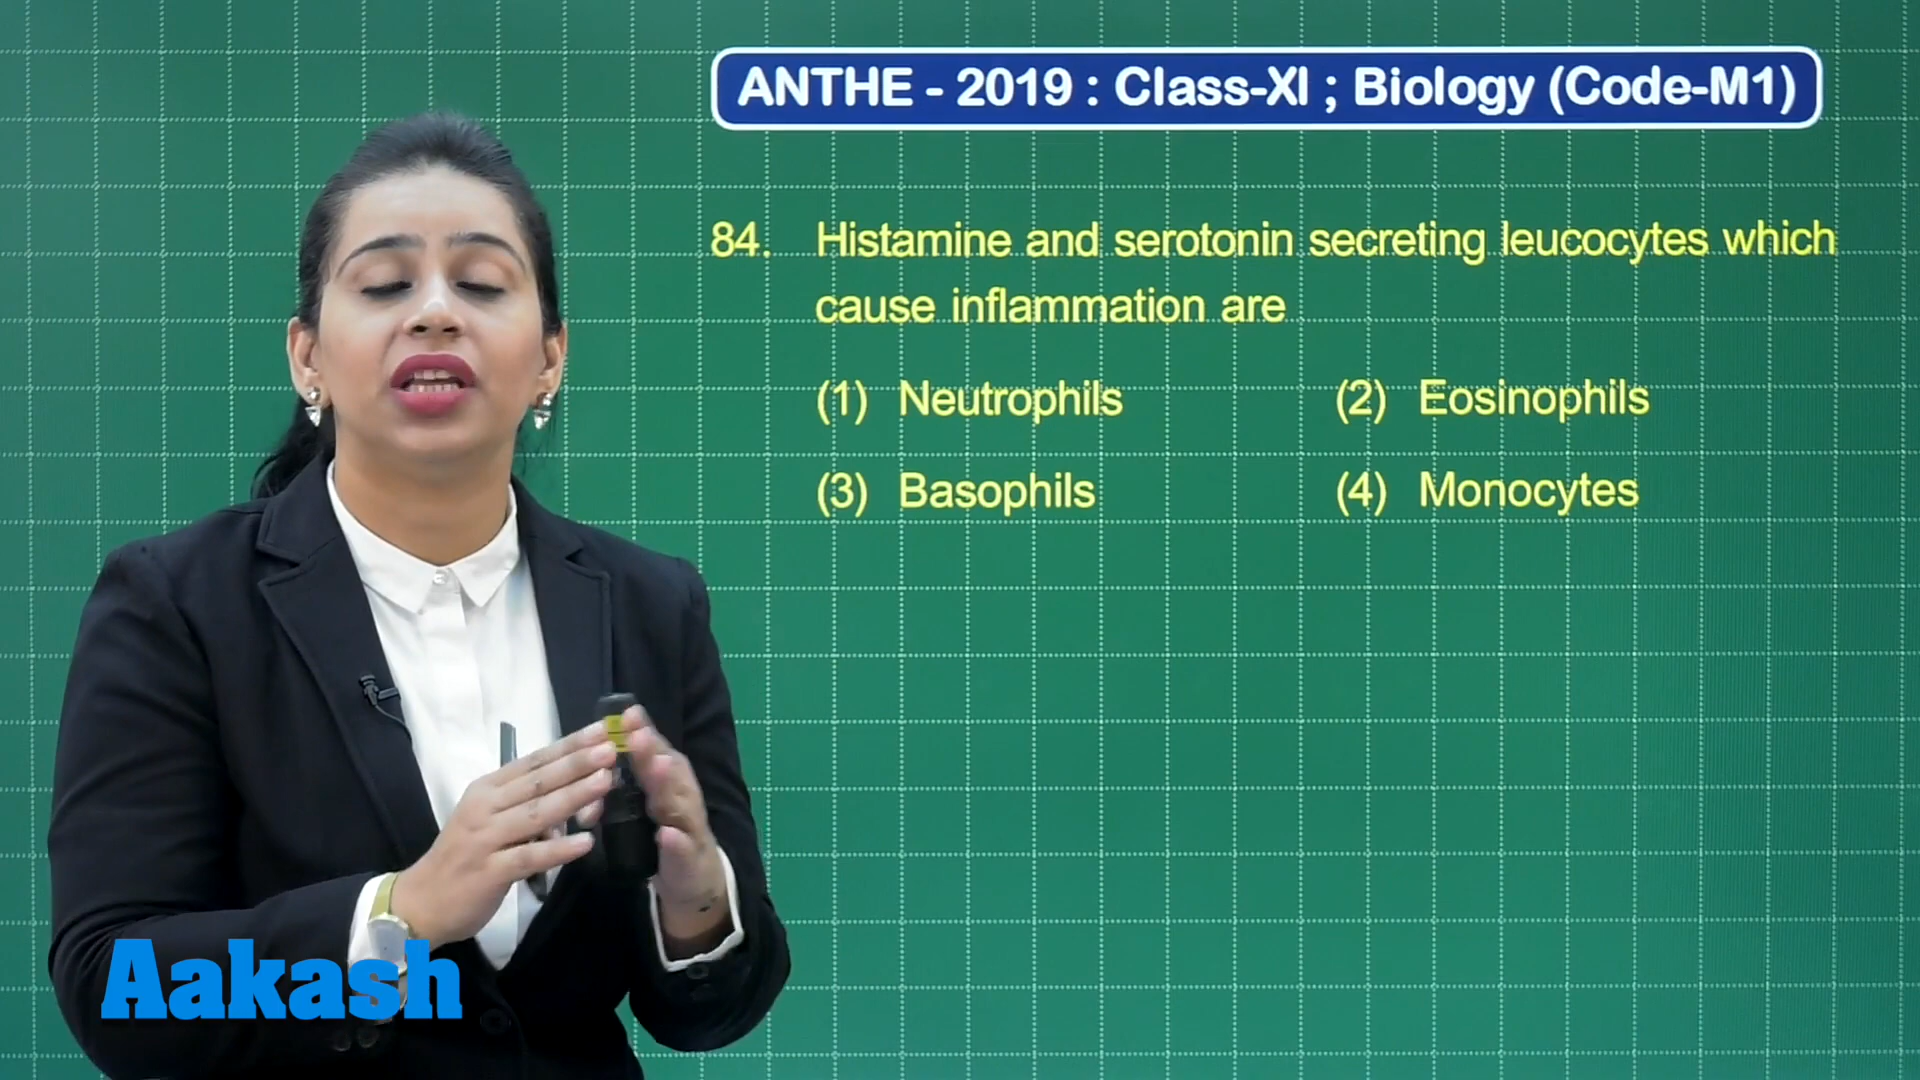 ANTHE - 2019 : Class-XI ; Biology (Code-M1)
84. Histamine and serotonin secreting leucocytes which
cause inflammation are
(1) Neutrophils (2) Eosinophils
(3) Basophils (4) Monocytes
Aakash